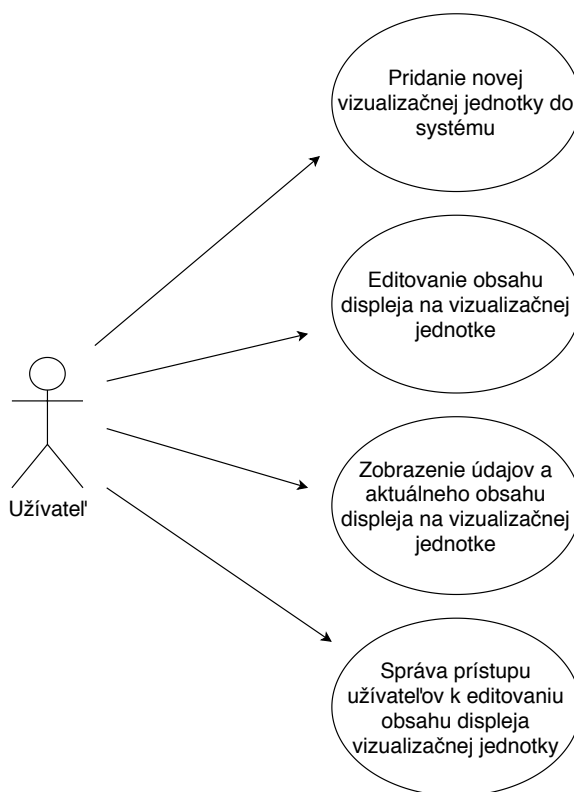 Pridanie novej
vizualizačnej jednotky do
systému
Editovanie obsahu
displeja na vizualizačnej
jednotke
Užívateľ
Zobrazenie údajov a
aktuálneho obsahu
displeja na vizualizačnej
jednotke
Správa prístupu
užívateľov k editovaniu
obsahu displeja
vizualizačnej jednotky